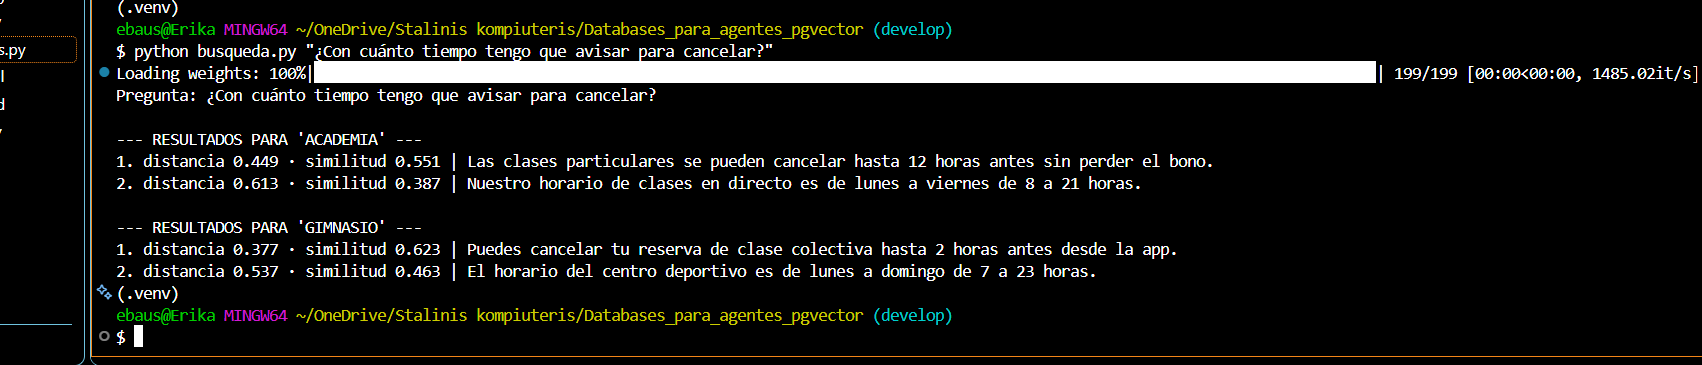 (.venv)
ebaus@Erika MINGW64 ~/OneDrive/Stalinis kompiuteris/Databases_para_agentes_pgvector (develop)
s.py
$ python busqueda.py "¿Con cuánto tiempo tengo que avisar para cancelar?"
l
Loading weights: 100%| | 199/199 [00:00<00:00, 1485.02it/s]
d
Pregunta: ¿Con cuánto tiempo tengo que avisar para cancelar?
--- RESULTADOS PARA 'ACADEMIA' ---
1. distancia 0.449 · similitud 0.551 | Las clases particulares se pueden cancelar hasta 12 horas antes sin perder el bono.
2. distancia 0.613 · similitud 0.387 | Nuestro horario de clases en directo es de lunes a viernes de 8 a 21 horas.
--- RESULTADOS PARA 'GIMNASIO' ---
1. distancia 0.377 · similitud 0.623 | Puedes cancelar tu reserva de clase colectiva hasta 2 horas antes desde la app.
2. distancia 0.537 · similitud 0.463 | El horario del centro deportivo es de lunes a domingo de 7 a 23 horas.
(.venv)
ebaus@Erika MINGW64 ~/OneDrive/Stalinis kompiuteris/Databases_para_agentes_pgvector (develop)
$